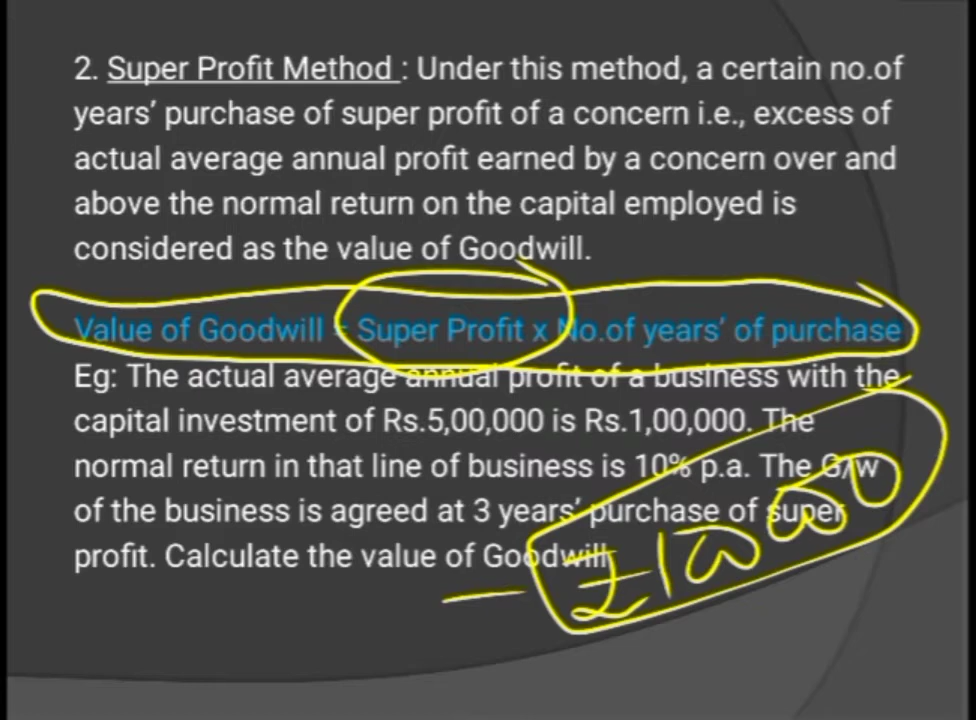 2. Super Profit Method : Under this method, a certain no.of
years’ purchase of super profit of a concern i.e., excess of
actual average annual profit earned by a concern over and
above the normal return on the capital employed is
considered as the value of Goodwill.
Value of Goodwill = Super Profit x No.of years’ of purchase
Eg: The actual average annual profit of a business with the
capital investment of Rs.5,00,000 is Rs.1,00,000. The
normal return in that line of business is 10% p.a. The G/w
of the business is agreed at 3 years’ purchase of super
profit. Calculate the value of Goodwill